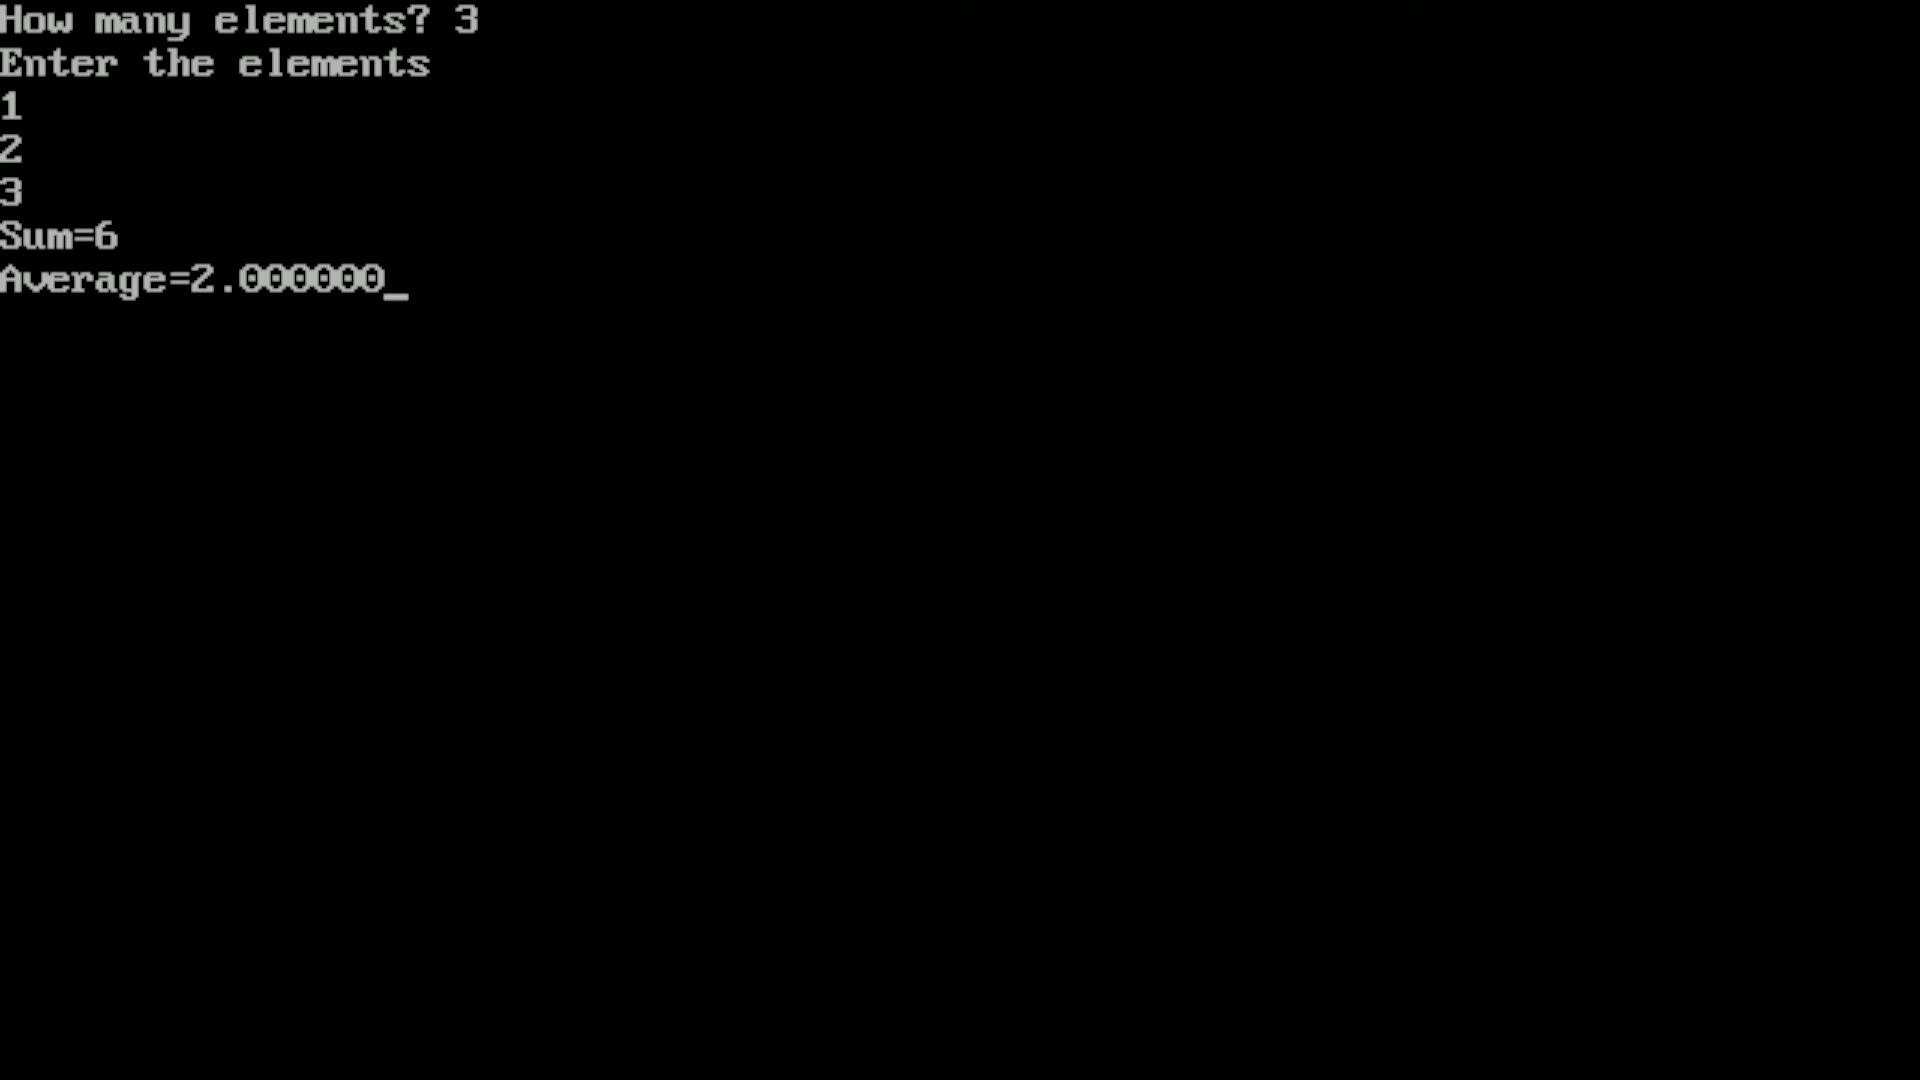 How many elements? 3
Enter the elements
1
2
3
Sum=6
Average=2.000000_